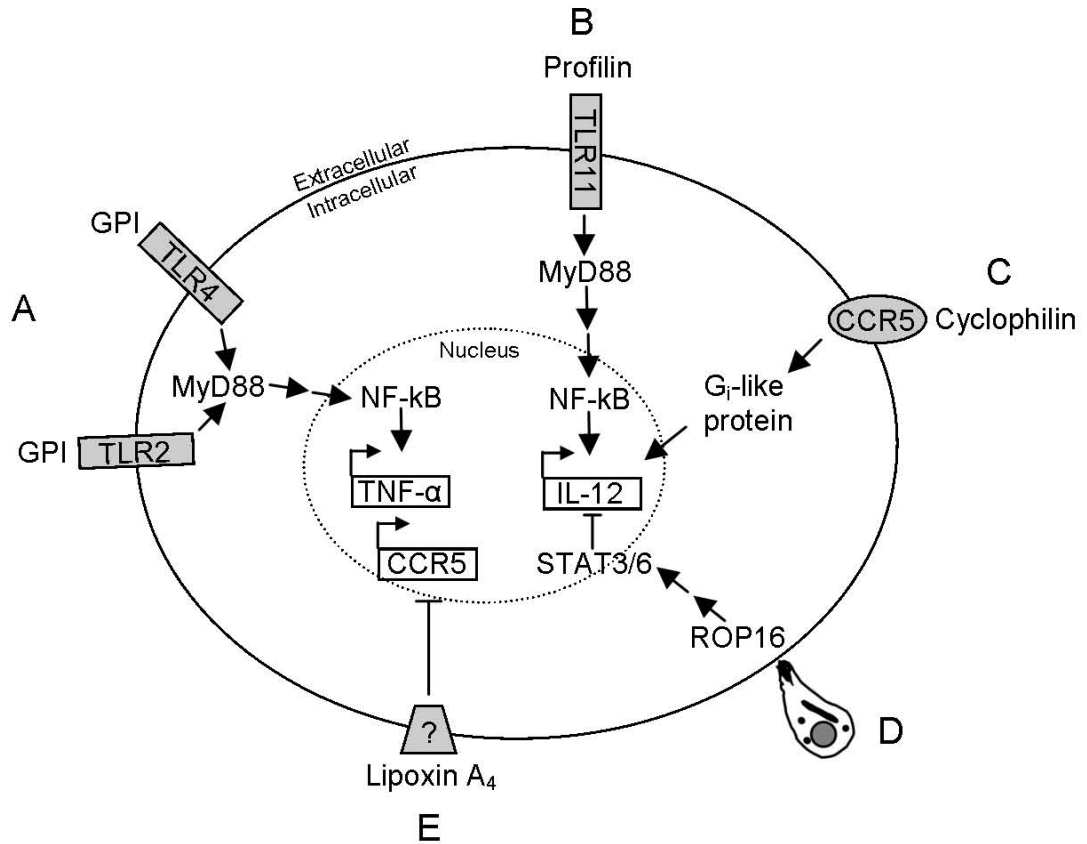 B
Profilin
TLR11
Extracellular
Intracellular
GPI
TLR4
MyD88
C
A
CCR5 Cyclophilin
Nucleus
MyD88
NF-kB
NF-kB
Gᵢ-like
protein
GPI TLR2
TNF-α
IL-12
CCR5
STAT3/6
ROP16
?
D
Lipoxin A₄
E